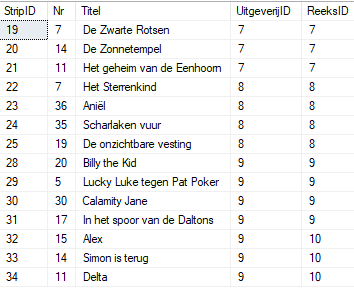 StripID Nr Titel UitgeverijID ReeksID
19 7 De Zwarte Rotsen 7 7
20 14 De Zonnetempel 7 7
21 11 Het geheim van de Eenhoorn 7 7
22 7 Het Sterrenkind 8 8
23 36 Aniël 8 8
24 35 Scharlaken vuur 8 8
25 19 De onzichtbare vesting 8 8
28 20 Billy the Kid 9 9
29 5 Lucky Luke tegen Pat Poker 9 9
30 30 Calamity Jane 9 9
31 17 In het spoor van de Daltons 9 9
32 15 Alex 9 10
33 14 Simon is terug 9 10
34 11 Delta 9 10